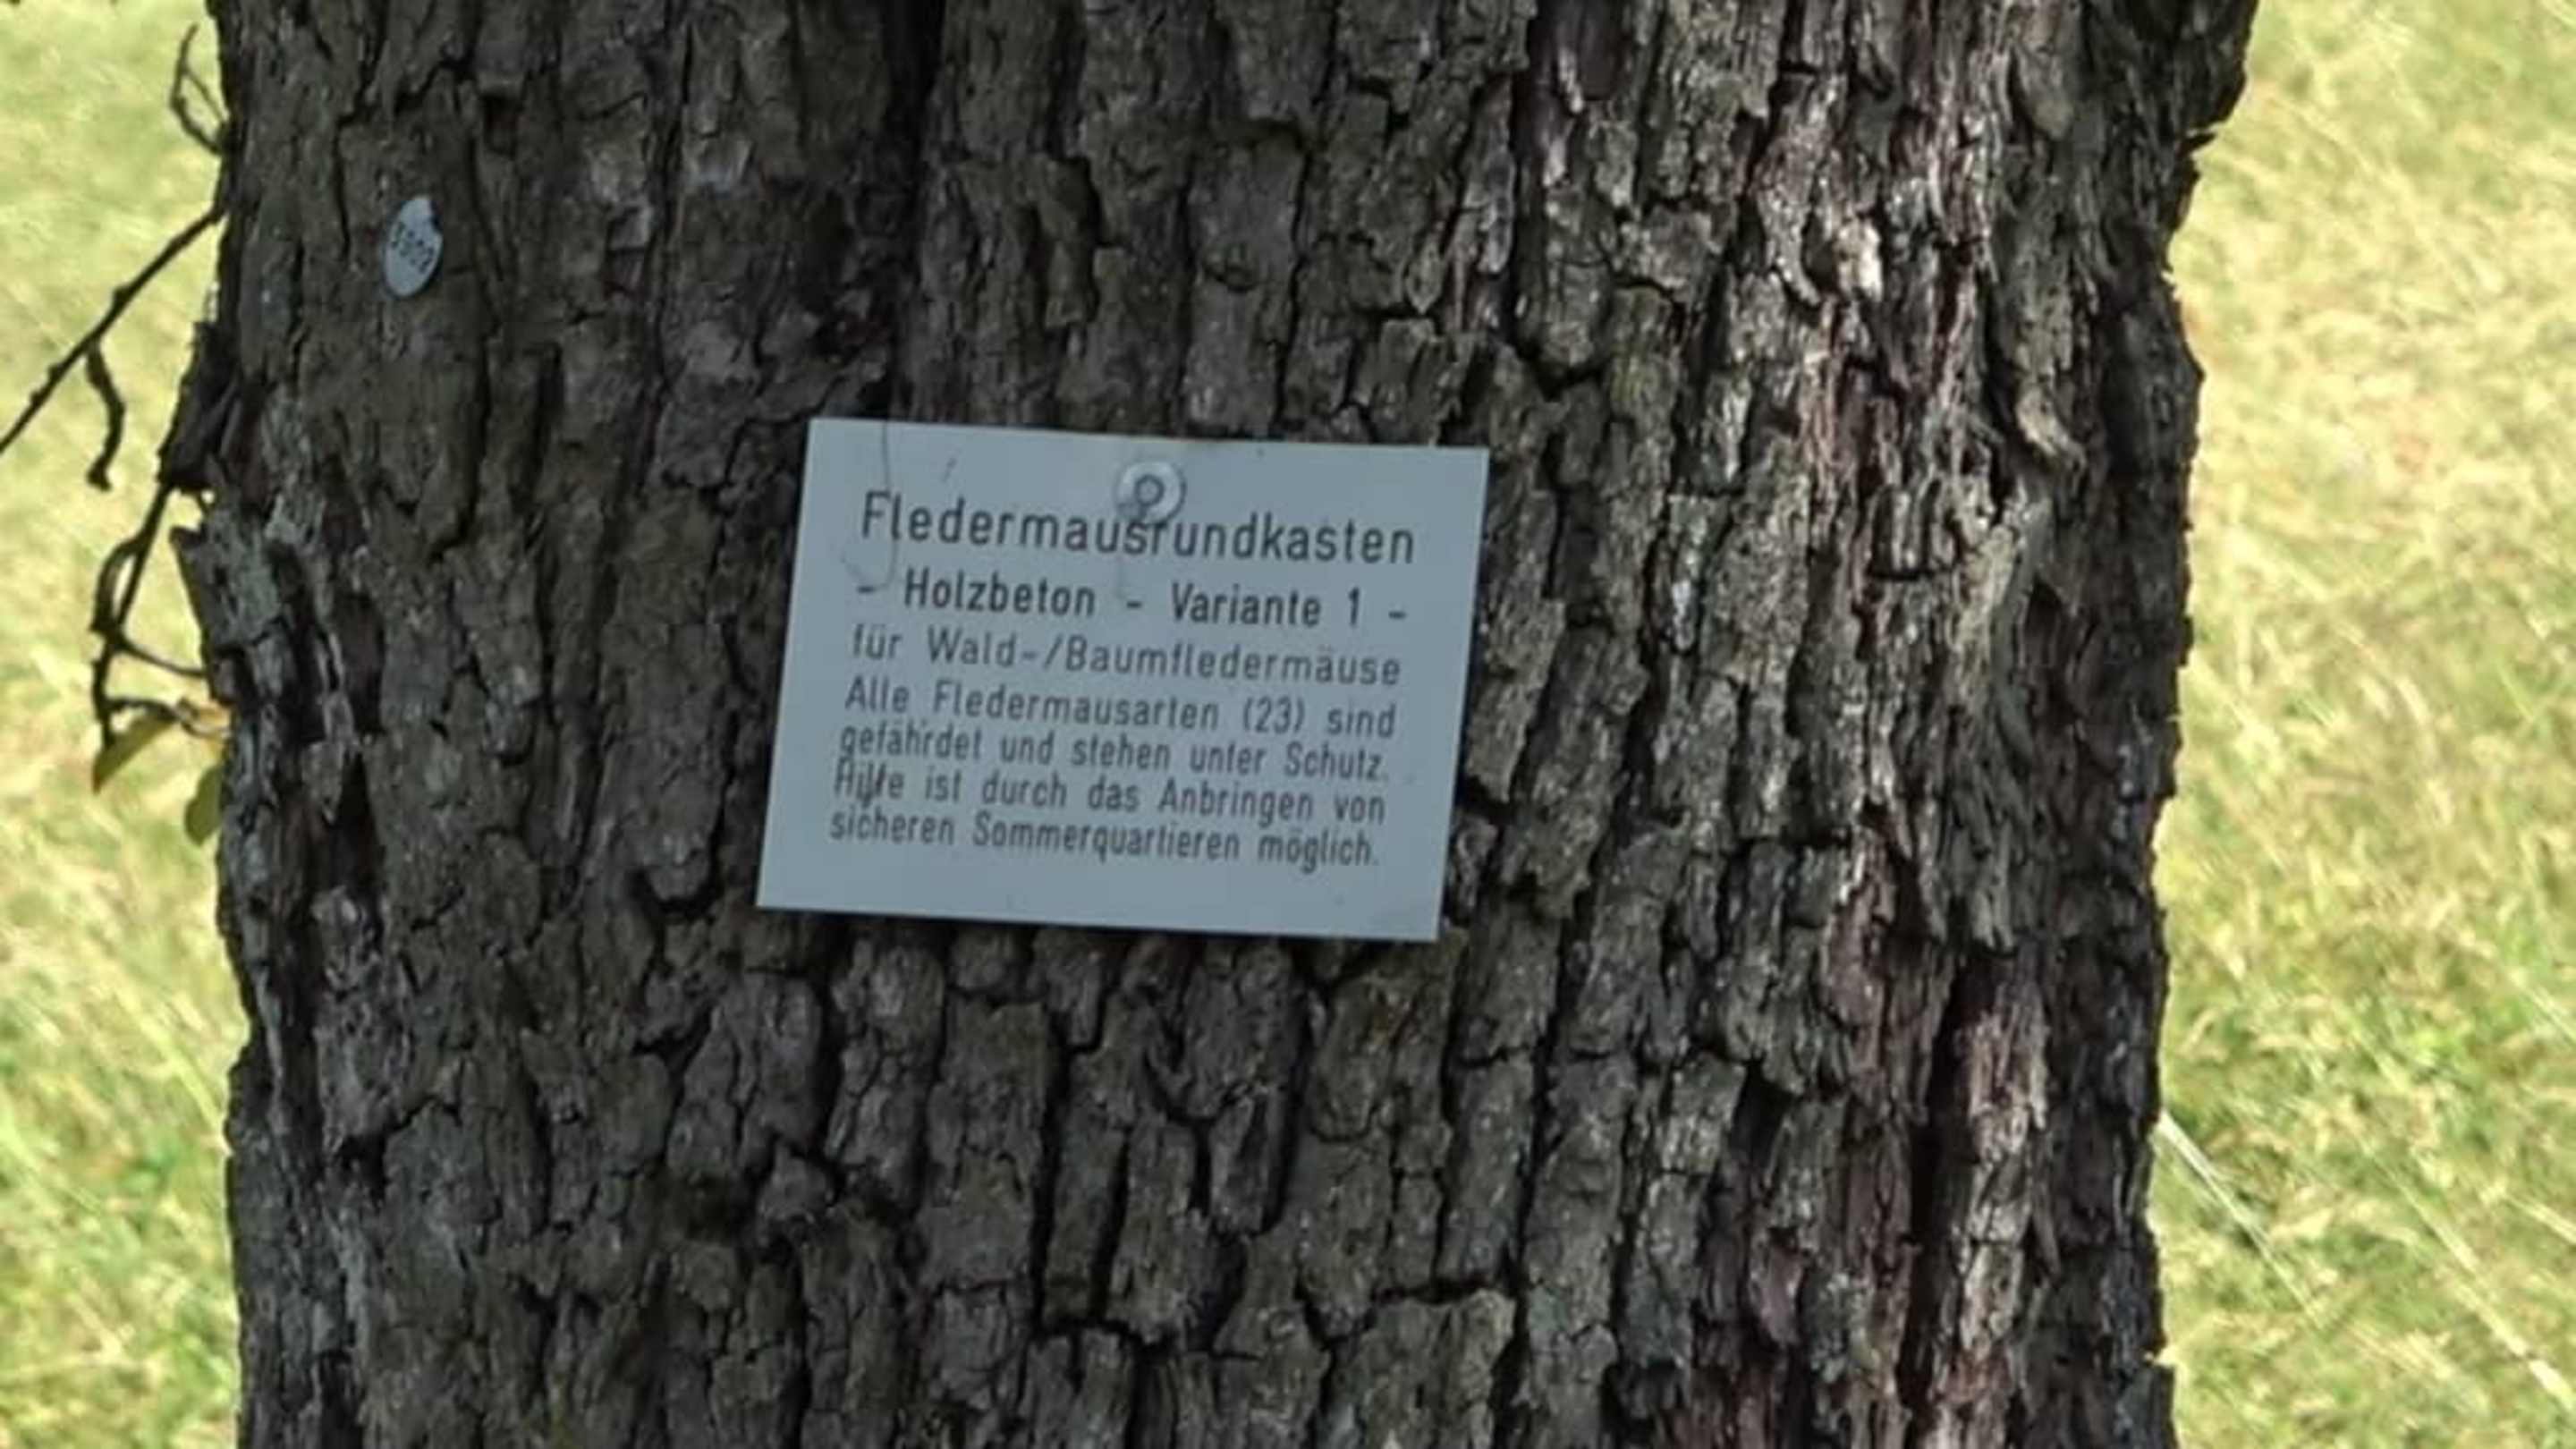 Fledermausrundkasten
- Holzbeton - Variante 1 -
für Wald-/Baumfledermäuse
Alle Fledermausarten (23) sind
gefährdet und stehen unter Schutz.
Hilfe ist durch das Anbringen von
sicheren Sommerquartieren möglich.